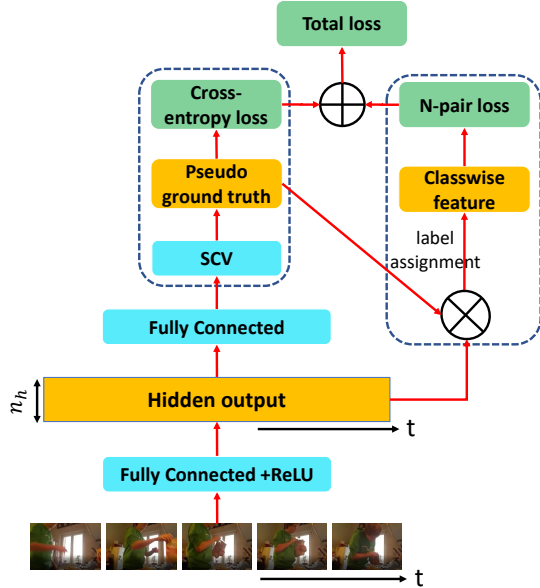 Total loss
Cross-
entropy loss
N-pair loss
Pseudo
ground truth
Classwise
feature
label
assignment
SCV
Fully Connected
n_h
Hidden output
t
Fully Connected +ReLU
t